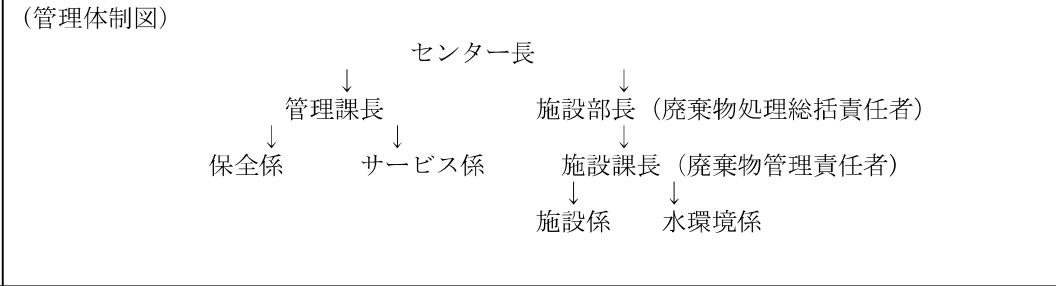 （管理体制図）
センター長
↓ ↓
管理課長 施設部長（廃棄物処理総括責任者）
↓ ↓ ↓
保全係 サービス係 施設課長（廃棄物管理責任者）
↓ ↓
施設係 水環境係